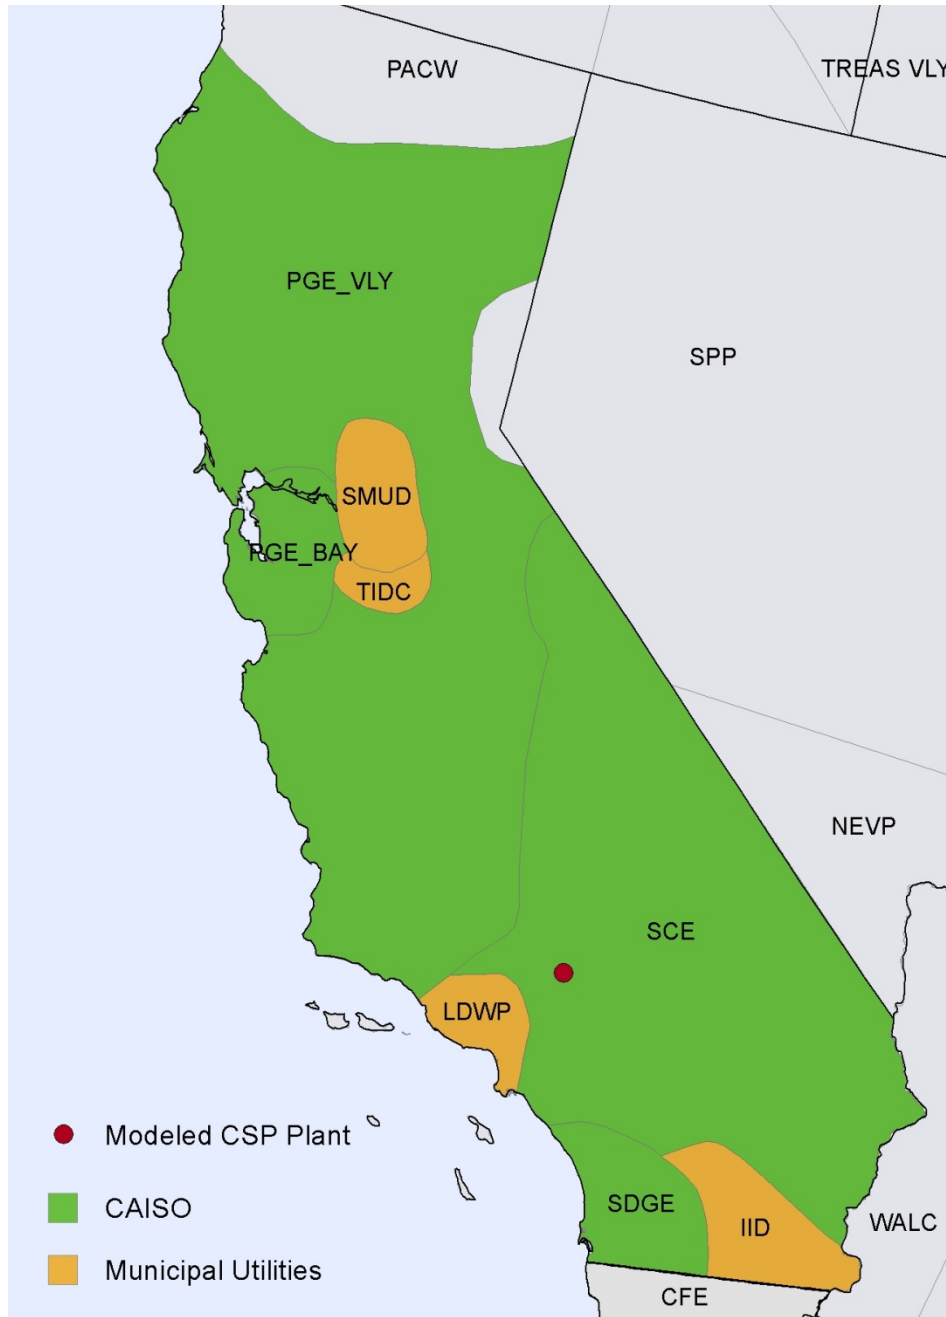 PACW
TREAS VLY
PGE_VLY
SPP
SMUD
PGE_BAY
TIDC
NEVP
SCE
LDWP
Modeled CSP Plant
CAISO
SDGE
IID
WALC
Municipal Utilities
CFE